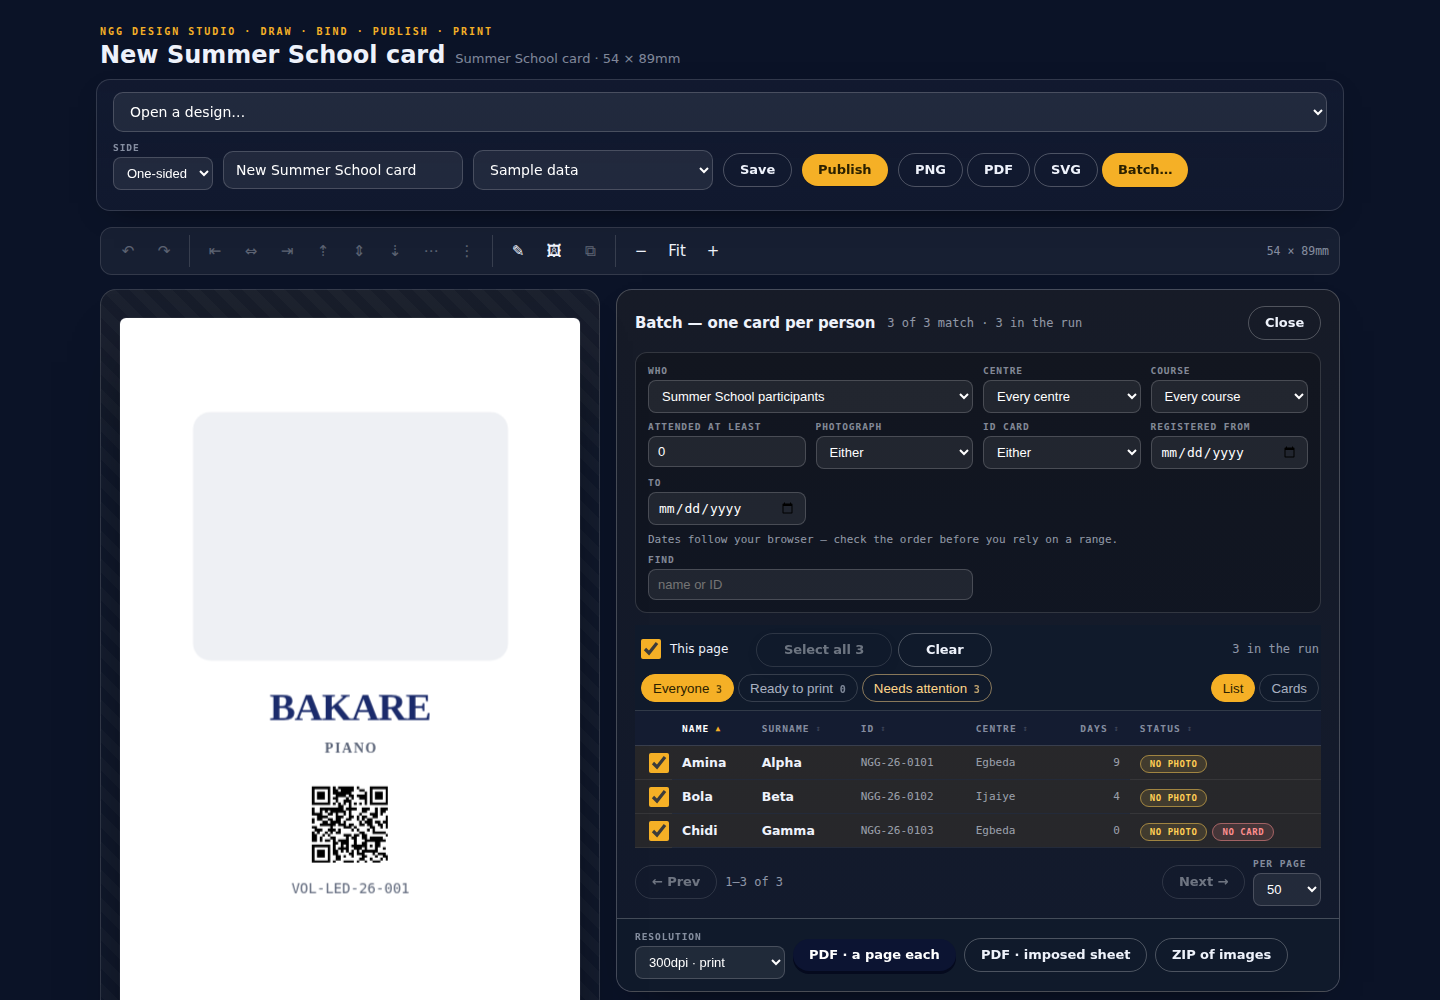 NGG DESIGN STUDIO · DRAW · BIND · PUBLISH · PRINT
New Summer School card Summer School card · 54 × 89mm
Open a design…
SIDE
One-sided New Summer School card Sample data Save Publish PNG PDF SVG Batch…
− Fit + 54 × 89mm
BAKARE
PIANO
VOL-LED-26-001
Batch — one card per person 3 of 3 match · 3 in the run Close
WHO CENTRE COURSE
Summer School participants Every centre Every course
ATTENDED AT LEAST PHOTOGRAPH ID CARD REGISTERED FROM
0 Either Either mm/dd/yyyy
TO
mm/dd/yyyy
Dates follow your browser — check the order before you rely on a range.
FIND
name or ID
This page Select all 3 Clear 3 in the run
Everyone 3 Ready to print 0 Needs attention 3 List Cards
NAME ▲ SURNAME ID CENTRE DAYS STATUS
Amina Alpha NGG-26-0101 Egbeda 9 NO PHOTO
Bola Beta NGG-26-0102 Ijaiye 4 NO PHOTO
Chidi Gamma NGG-26-0103 Egbeda 0 NO PHOTO NO CARD
← Prev 1–3 of 3 Next →
PER PAGE
50
RESOLUTION
300dpi · print PDF · a page each PDF · imposed sheet ZIP of images